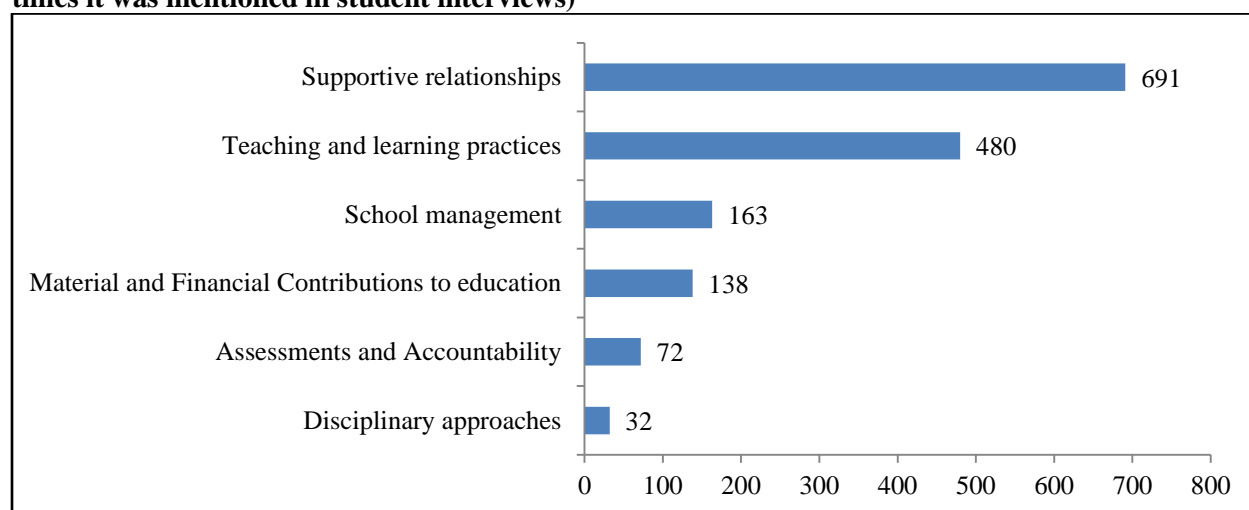 times it was mentioned in student interviews)
Supportive relationships 691
Teaching and learning practices 480
School management 163
Material and Financial Contributions to education 138
Assessments and Accountability 72
Disciplinary approaches 32
0 100 200 300 400 500 600 700 800